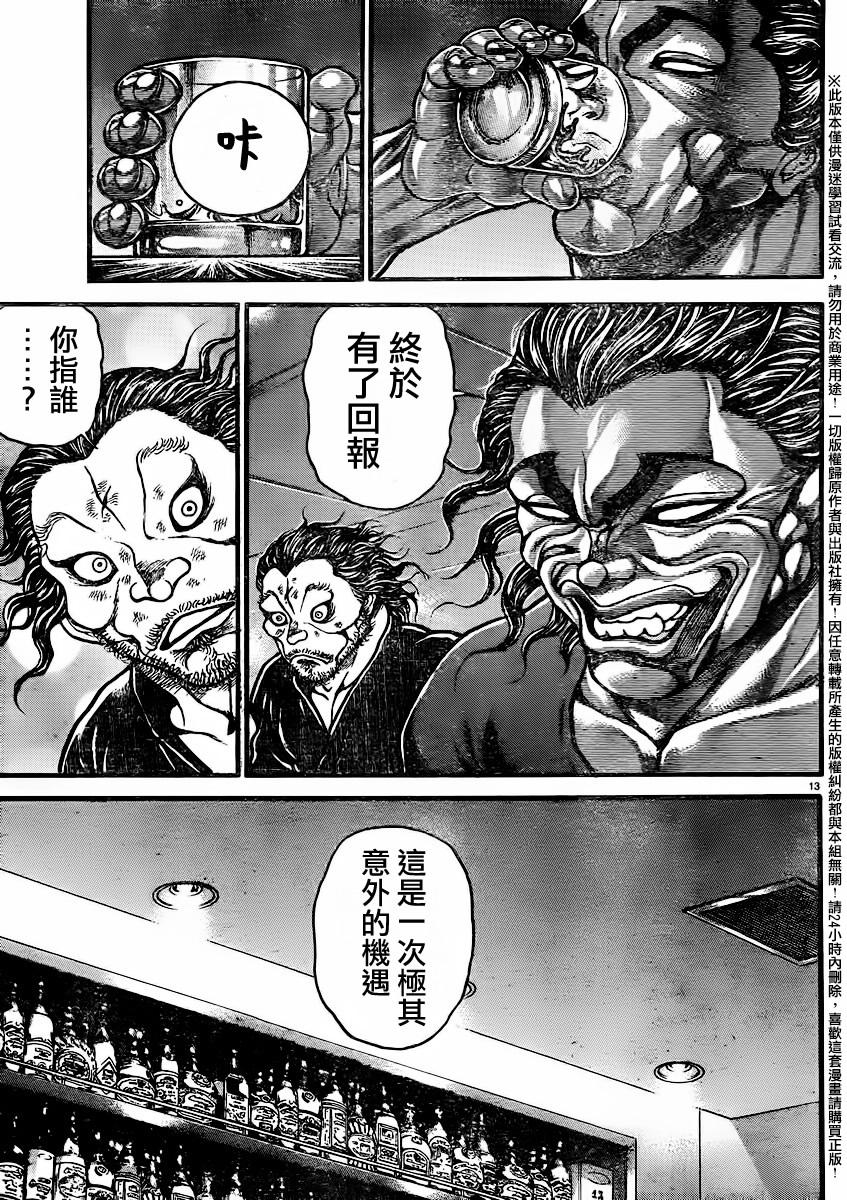 咔
終於
有了回報
你指誰
……？
13
這是一次極其
意外的機遇
※此版本僅供漫迷學習試看交流，請勿用於商業用途！一切版權歸原作者與出版社擁有！因任意轉載所產生的版權糾紛都與本組無關！請24小時內刪除，喜歡這套漫畫請購買正版！